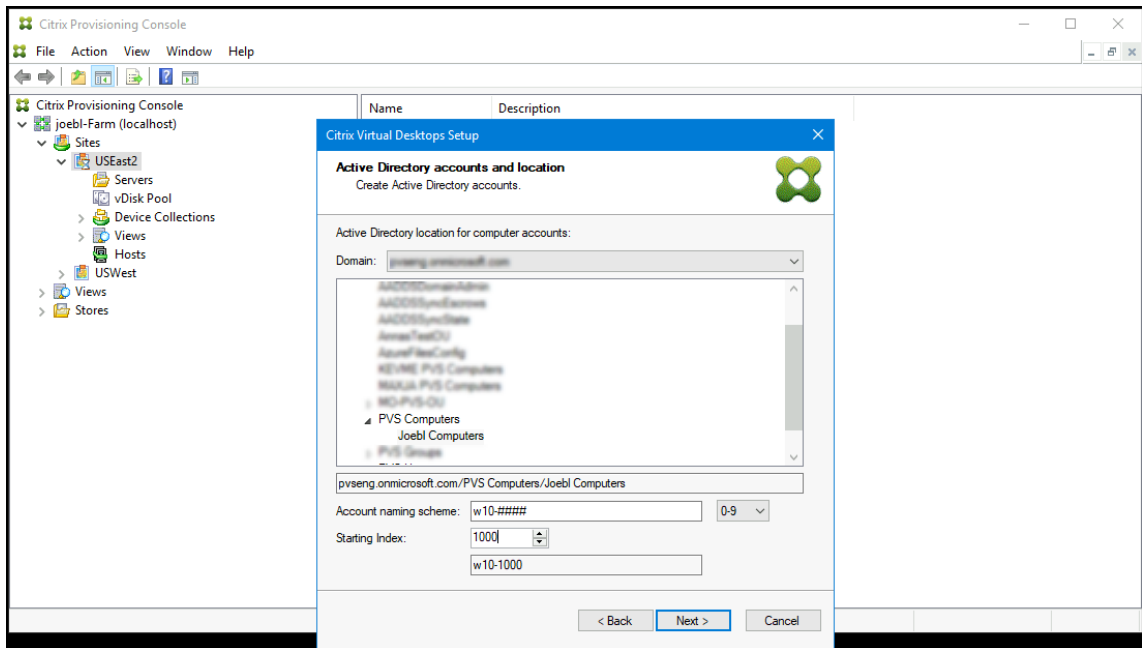 Citrix Provisioning Console
File Action View Window Help
Citrix Provisioning Console
joebl-Farm (localhost)
Sites
USEast2
Servers
vDisk Pool
Device Collections
Views
Hosts
USWest
Views
Stores
Name Description
Citrix Virtual Desktops Setup
Active Directory accounts and location
Create Active Directory accounts.
Active Directory location for computer accounts:
Domain:
PVS Computers
Joebl Computers
pvseng.onmicrosoft.com/PVS Computers/Joebl Computers
Account naming scheme: w10-#### 0-9
Starting Index: 1000
w10-1000
< Back Next > Cancel